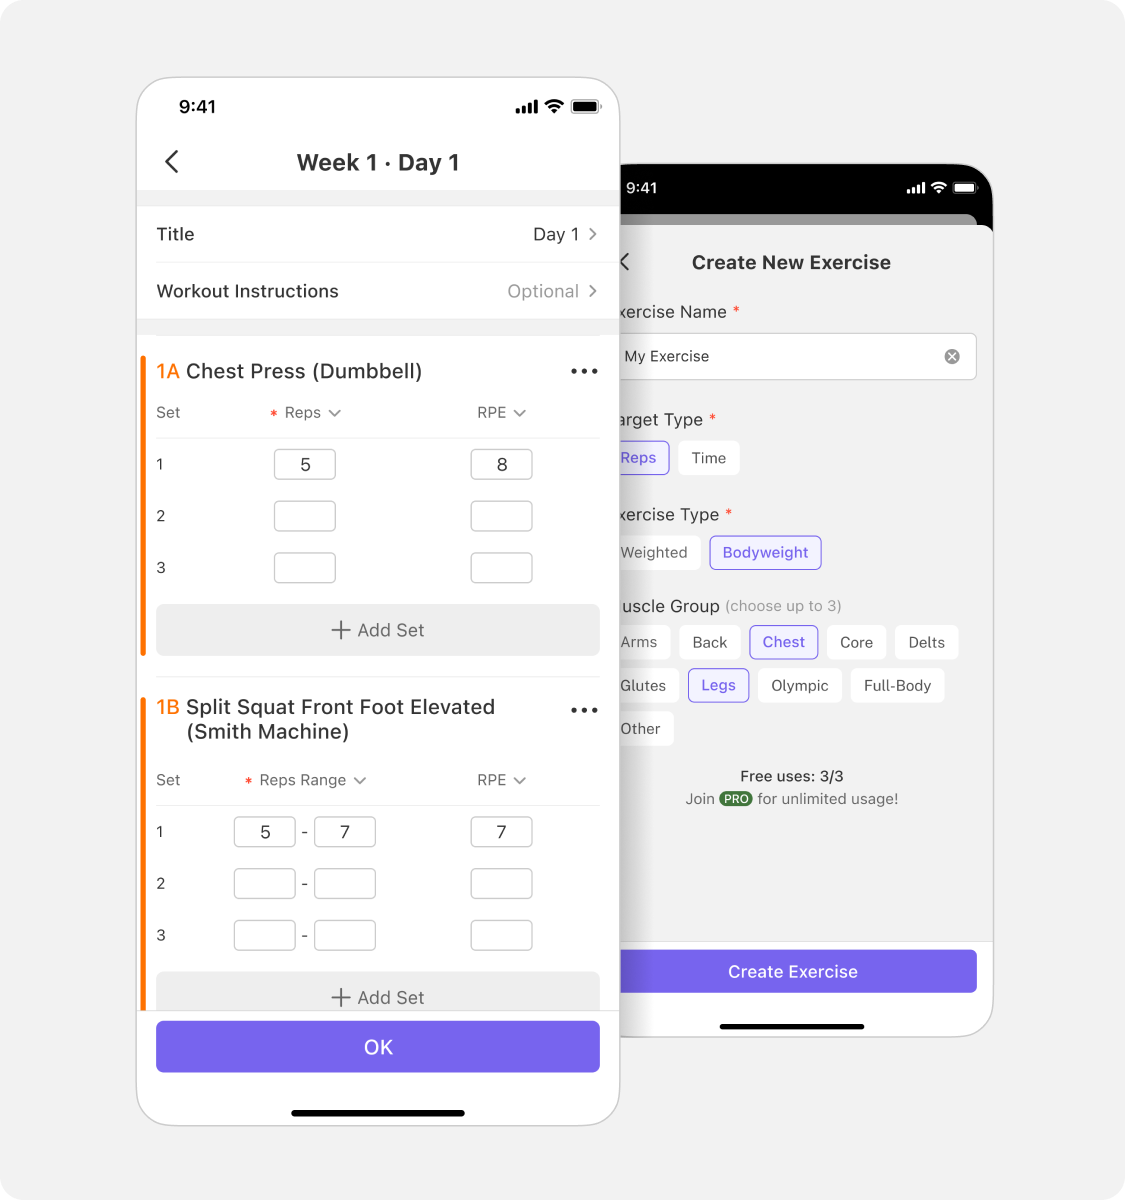 9:41
Week 1 · Day 1
Title
Day 1
Workout Instructions
Optional
1A Chest Press (Dumbbell)
Set * Reps RPE
1 5 8
2
3
Add Set
1B Split Squat Front Foot Elevated
(Smith Machine)
Set * Reps Range RPE
1 5 - 7 7
2 -
3 -
Add Set
OK
9:41
Create New Exercise
xercise Name *
My Exercise
arget Type *
Reps Time
xercise Type *
Weighted Bodyweight
uscle Group (choose up to 3)
Arms Back Chest Core Delts
Glutes Legs Olympic Full-Body
Other
Free uses: 3/3
Join PRO for unlimited usage!
Create Exercise